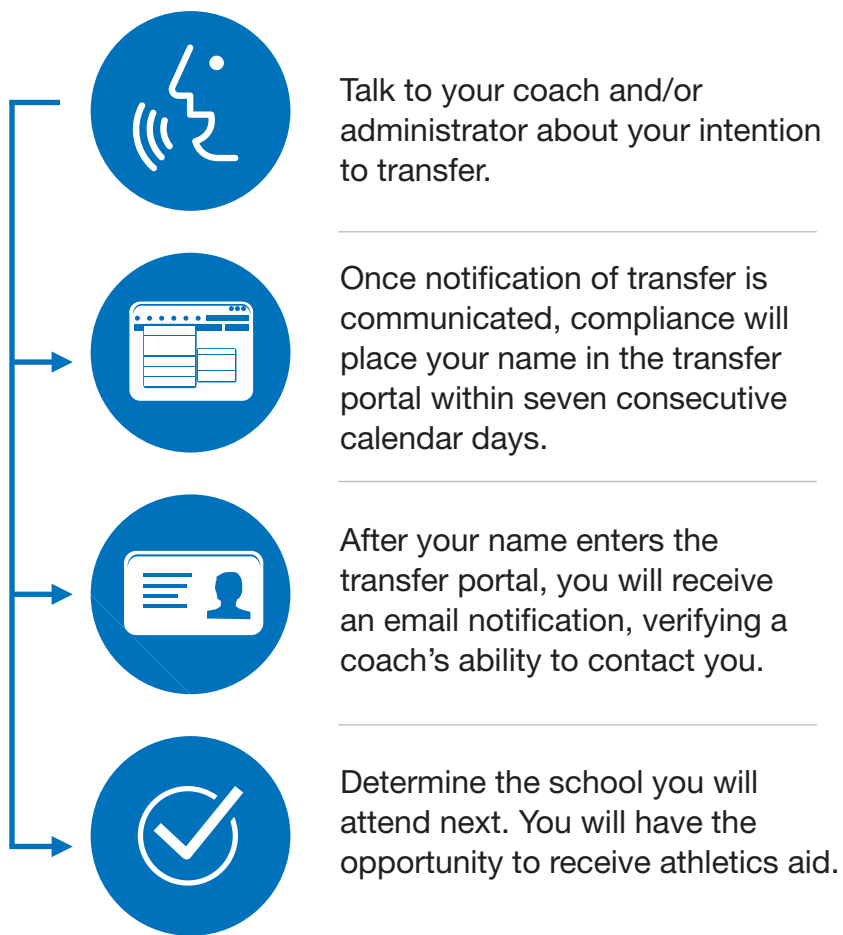 Talk to your coach and/or
administrator about your intention
to transfer.
Once notification of transfer is
communicated, compliance will
place your name in the transfer
portal within seven consecutive
calendar days.
After your name enters the
transfer portal, you will receive
an email notification, verifying a
coach’s ability to contact you.
Determine the school you will
attend next. You will have the
opportunity to receive athletics aid.